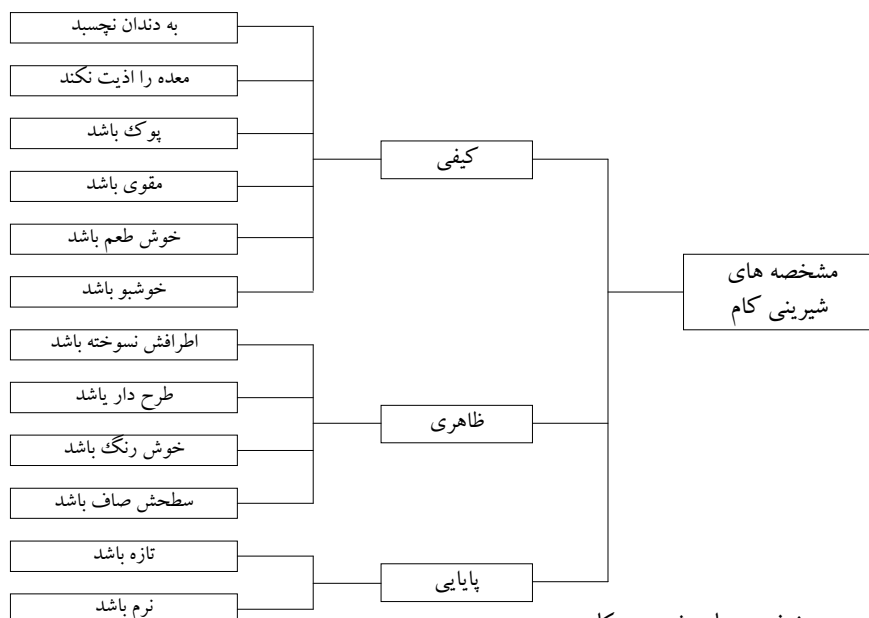 مشخصه های
شیرینی کام
کیفی
به دندان نچسبد
معده را اذیت نکند
پوک باشد
مقوی باشد
خوش طعم باشد
خوشبو باشد
ظاهری
اطرافش نسوخته باشد
طرح دار یاشد
خوش رنگ باشد
سطحش صاف باشد
پایایی
تازه باشد
نرم باشد